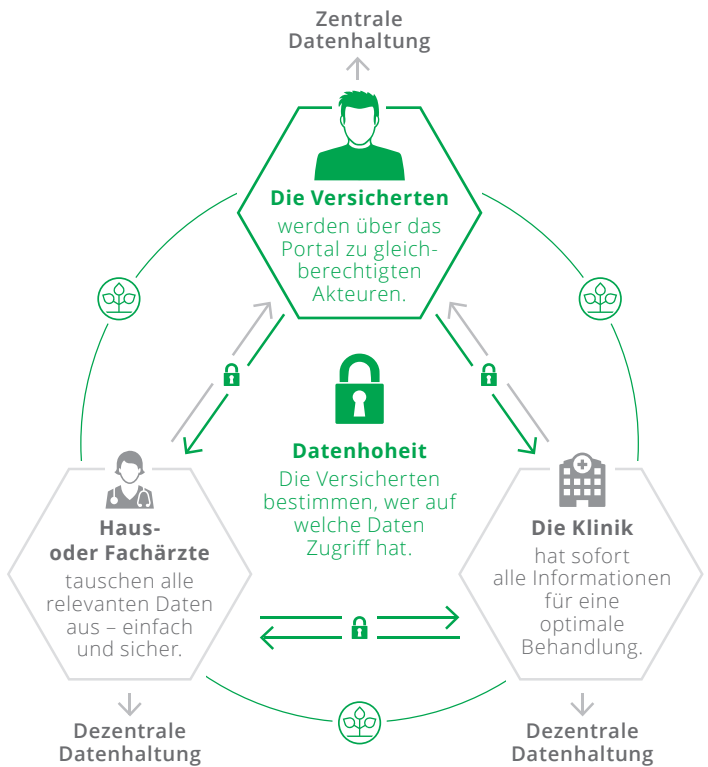 Zentrale
Datenhaltung
Die Versicherten
werden über das
Portal zu gleich-
berechtigten
Akteuren.
Datenhoheit
Die Versicherten
bestimmen, wer auf
welche Daten
Zugriff hat.
Haus-
oder Fachärzte
tauschen alle
relevanten Daten
aus – einfach
und sicher.
Die Klinik
hat sofort
alle Informationen
für eine
optimale
Behandlung.
Dezentrale
Datenhaltung
Dezentrale
Datenhaltung